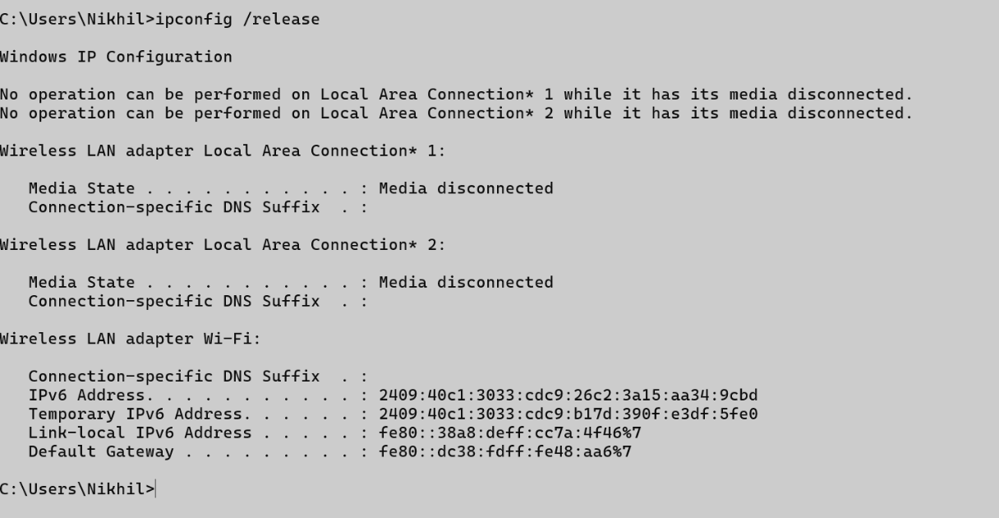 C:\Users\Nikhil>ipconfig /release
Windows IP Configuration
No operation can be performed on Local Area Connection* 1 while it has its media disconnected.
No operation can be performed on Local Area Connection* 2 while it has its media disconnected.
Wireless LAN adapter Local Area Connection* 1:
   Media State . . . . . . . . . . . : Media disconnected
   Connection-specific DNS Suffix  . :
Wireless LAN adapter Local Area Connection* 2:
   Media State . . . . . . . . . . . : Media disconnected
   Connection-specific DNS Suffix  . :
Wireless LAN adapter Wi-Fi:
   Connection-specific DNS Suffix  . :
   IPv6 Address. . . . . . . . . . . : 2409:40c1:3033:cdc9:26c2:3a15:aa34:9cbd
   Temporary IPv6 Address. . . . . . : 2409:40c1:3033:cdc9:b17d:390f:e3df:5fe0
   Link-local IPv6 Address . . . . . : fe80::38a8:deff:cc7a:4f46%7
   Default Gateway . . . . . . . . . : fe80::dc38:fdff:fe48:aa6%7
C:\Users\Nikhil>